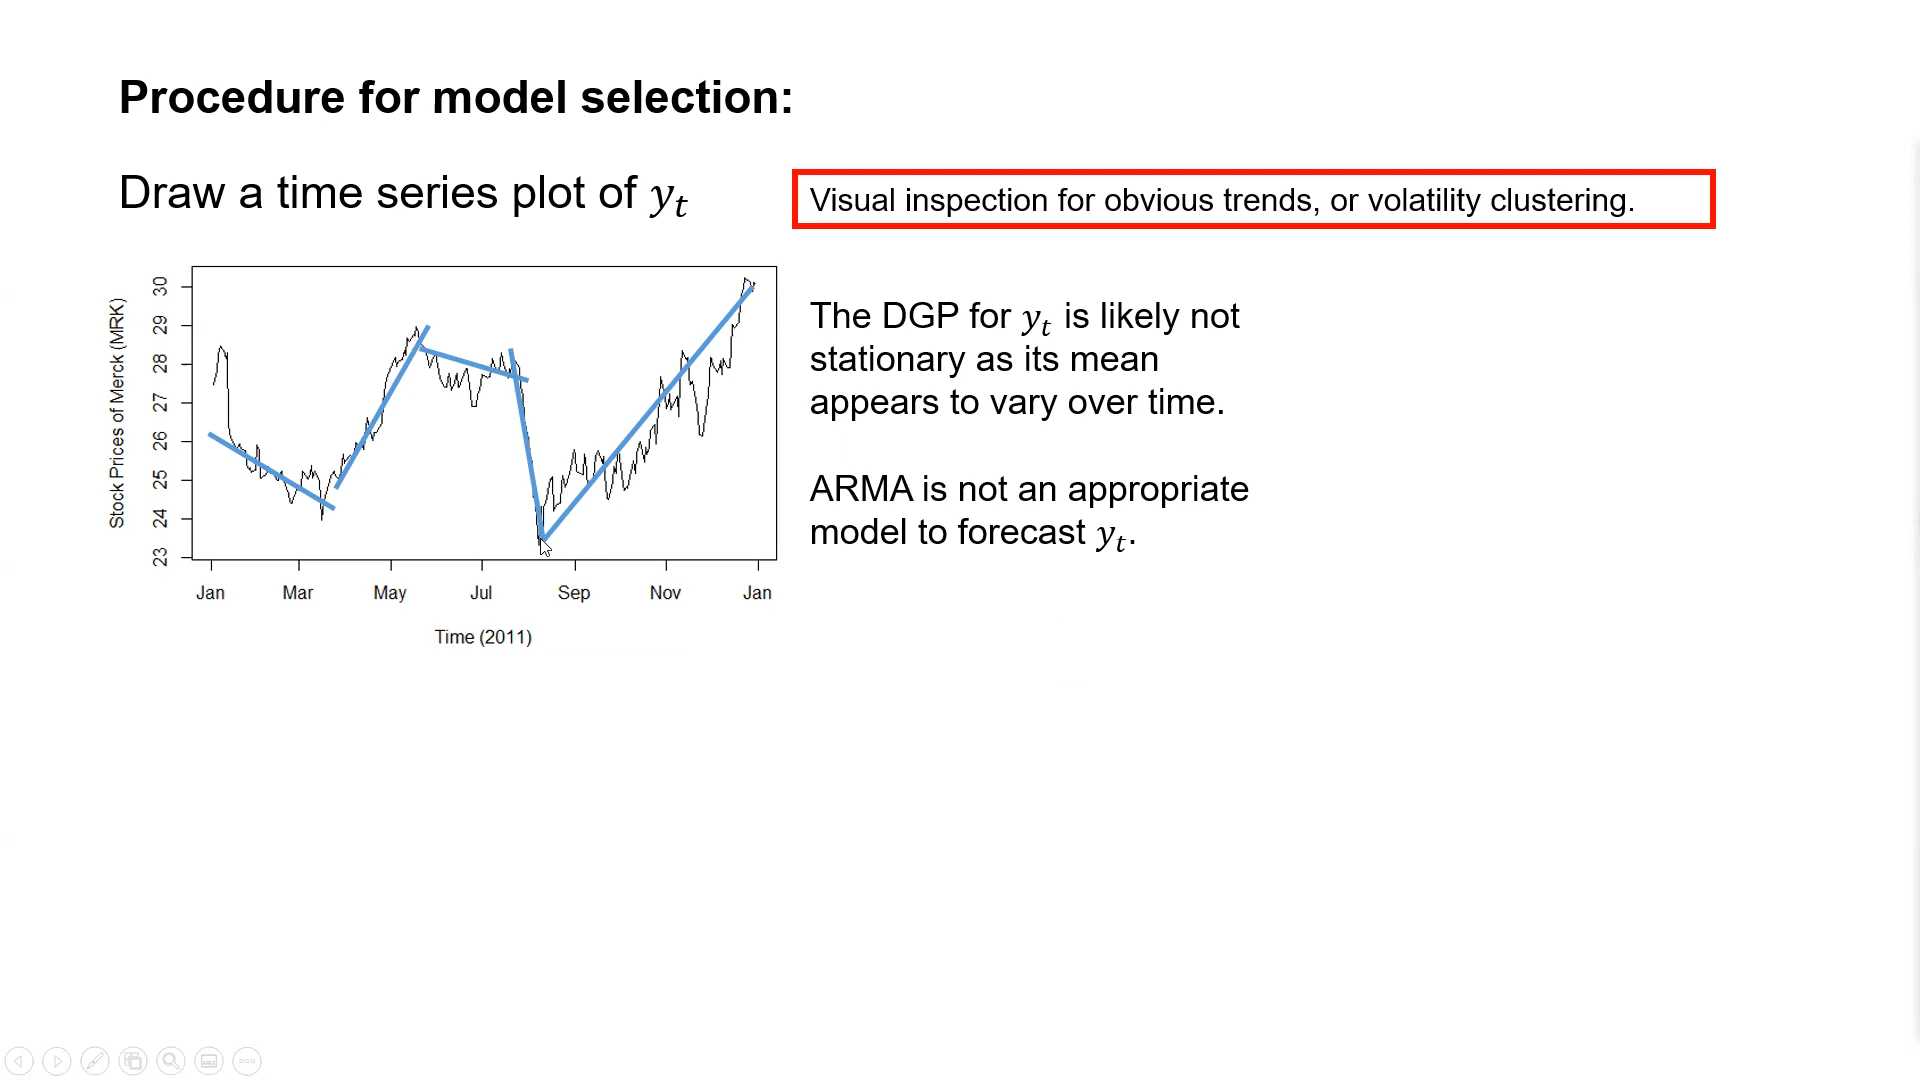 Procedure for model selection:
Draw a time series plot of yₜ
Visual inspection for obvious trends, or volatility clustering.
Stock Prices of Merck (MRK)
30
29
28
27
26
25
24
23
Jan Mar May Jul Sep Nov Jan
Time (2011)
The DGP for yₜ is likely not
stationary as its mean
appears to vary over time.
ARMA is not an appropriate
model to forecast yₜ.